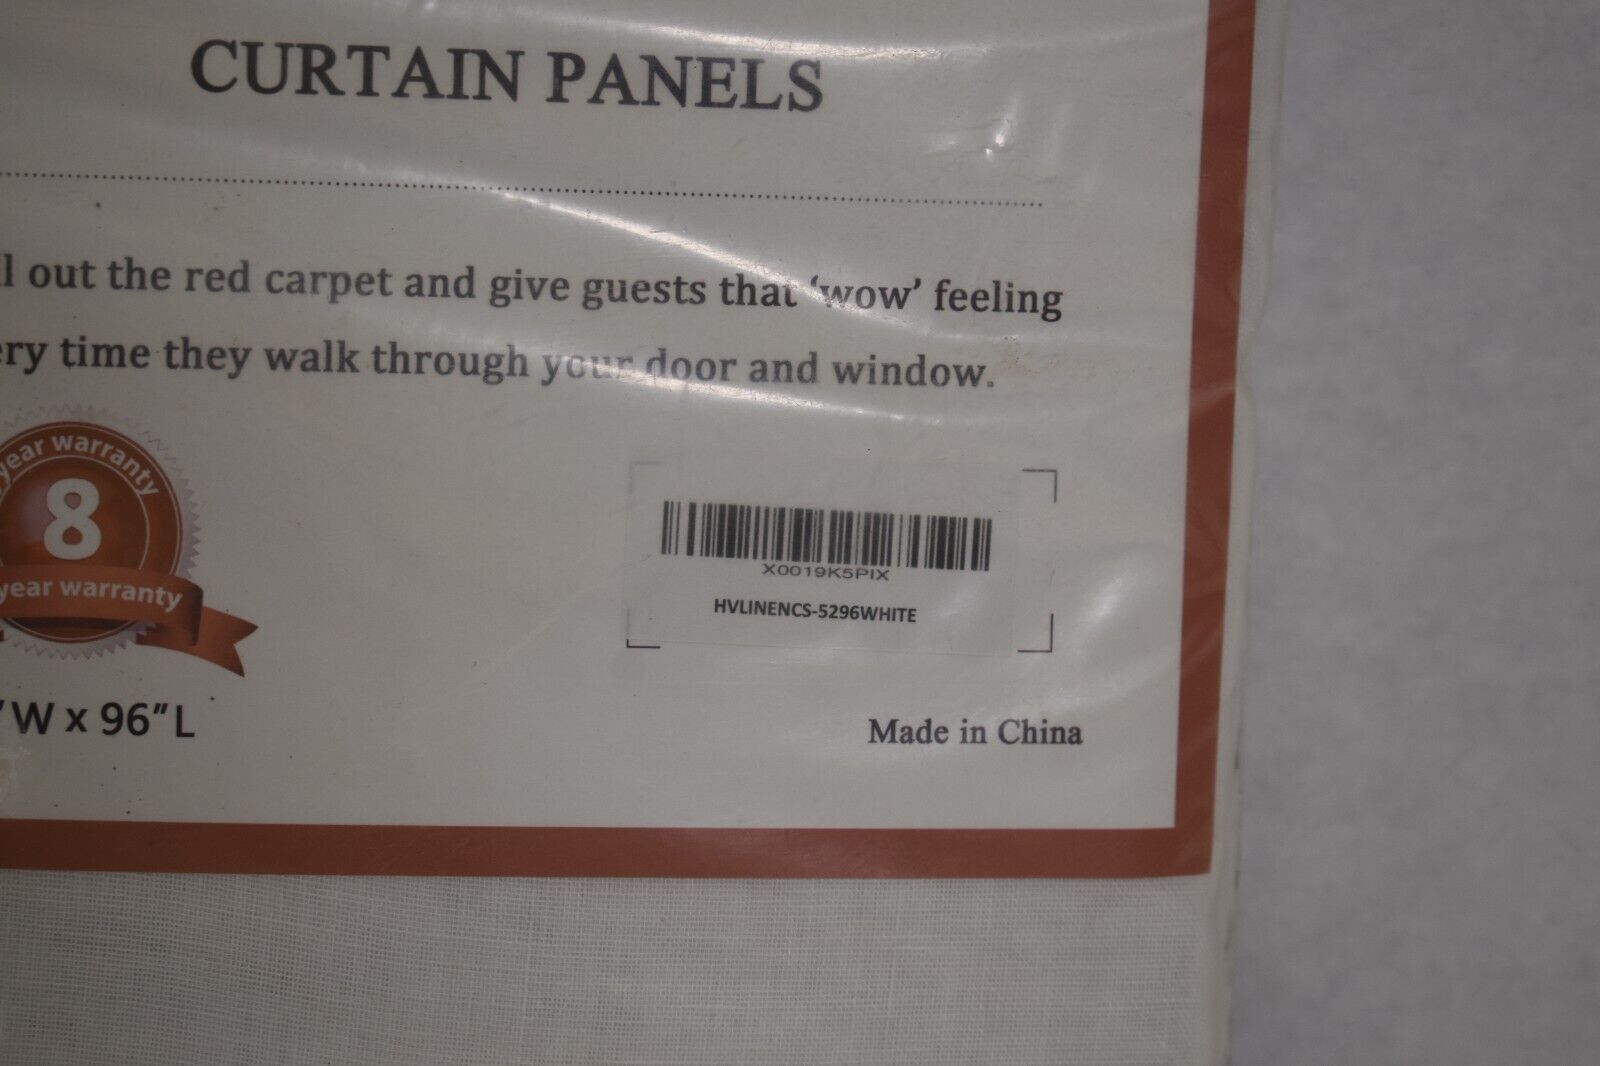 CURTAIN PANELS
out the red carpet and give guests that ‘wow’ feeling
time they walk through your door and window.
year warranty
8
year warranty
X0019K5PIX
HVLINENCS-5296WHITE
”W x 96”L
Made in China